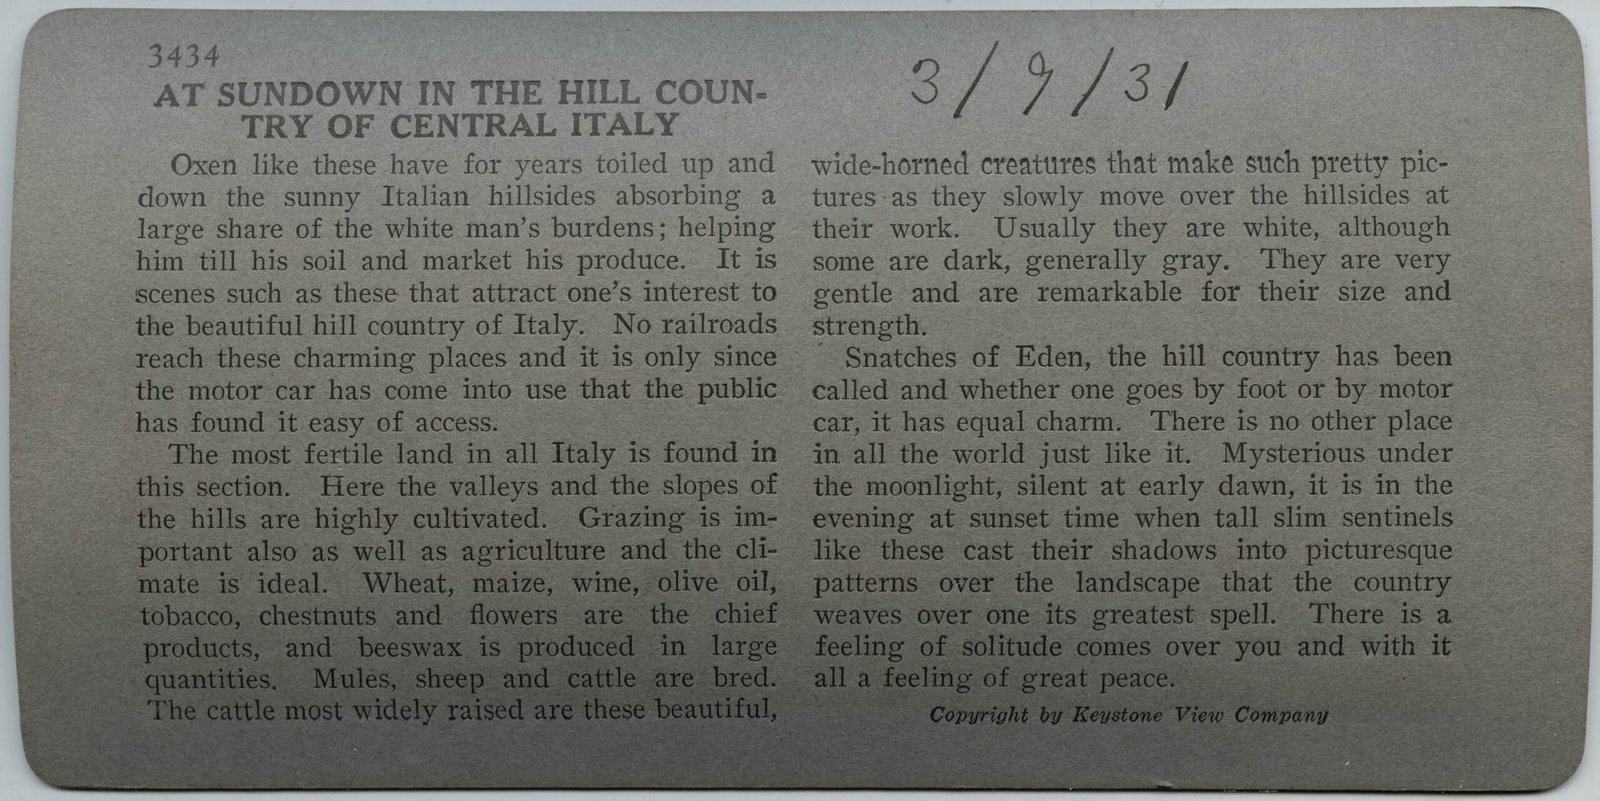 3434
AT SUNDOWN IN THE HILL COUN-
TRY OF CENTRAL ITALY
Oxen like these have for years toiled up and
down the sunny Italian hillsides absorbing a
large share of the white man's burdens; helping
him till his soil and market his produce. It is
scenes such as these that attract one's interest to
the beautiful hill country of Italy. No railroads
reach these charming places and it is only since
the motor car has come into use that the public
has found it easy of access.
The most fertile land in all Italy is found in
this section. Here the valleys and the slopes of
the hills are highly cultivated. Grazing is im-
portant also as well as agriculture and the cli-
mate is ideal. Wheat, maize, wine, olive oil,
tobacco, chestnuts and flowers are the chief
products, and beeswax is produced in large
quantities. Mules, sheep and cattle are bred.
The cattle most widely raised are these beautiful,
3/9/31
wide-horned creatures that make such pretty pic-
tures as they slowly move over the hillsides at
their work. Usually they are white, although
some are dark, generally gray. They are very
gentle and are remarkable for their size and
strength.
Snatches of Eden, the hill country has been
called and whether one goes by foot or by motor
car, it has equal charm. There is no other place
in all the world just like it. Mysterious under
the moonlight, silent at early dawn, it is in the
evening at sunset time when tall slim sentinels
like these cast their shadows into picturesque
patterns over the landscape that the country
weaves over one its greatest spell. There is a
feeling of solitude comes over you and with it
all a feeling of great peace.
Copyright by Keystone View Company